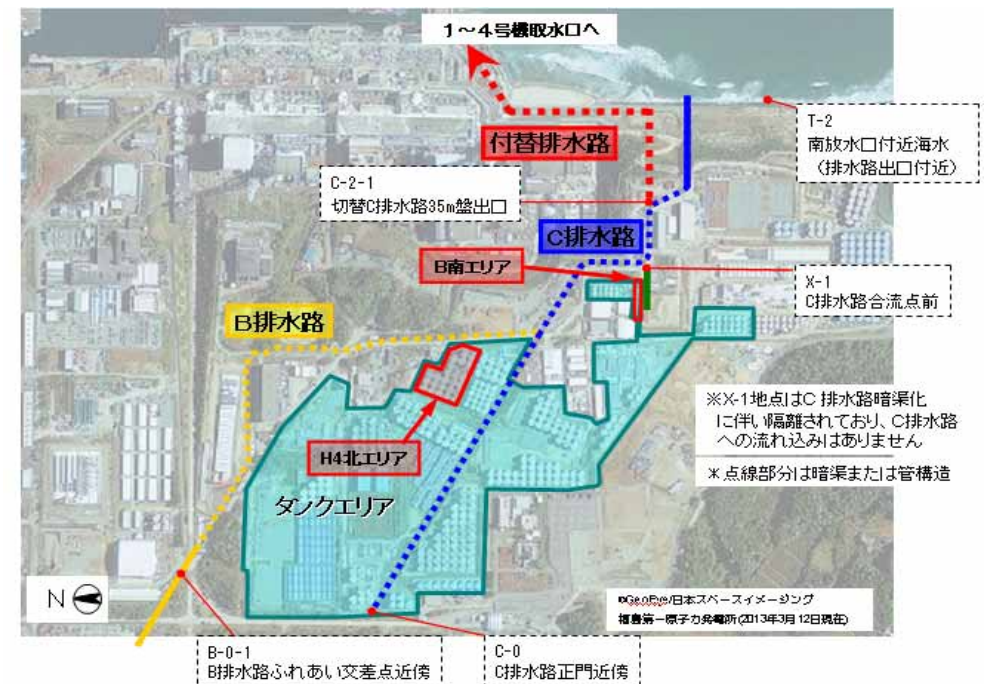 1～4号機取水口へ
付替排水路
T-2
南放水口付近海水
(排水路出口付近)
C-2-1
切替C排水路35m盤出口
C排水路
B南エリア
X-1
C排水路合流点前
B排水路
※X-1地点はC 排水路暗渠化
に伴い隔離されており、C排水路
への流れ込みはありません
＊点線部分は暗渠または管構造
H4北エリア
タンクエリア
N
©GeoEye/日本スペースイメージング
福島第一原子力発電所(2013年3月12日現在)
B-0-1
B排水路ふれあい交差点近傍
C-0
C排水路正門近傍